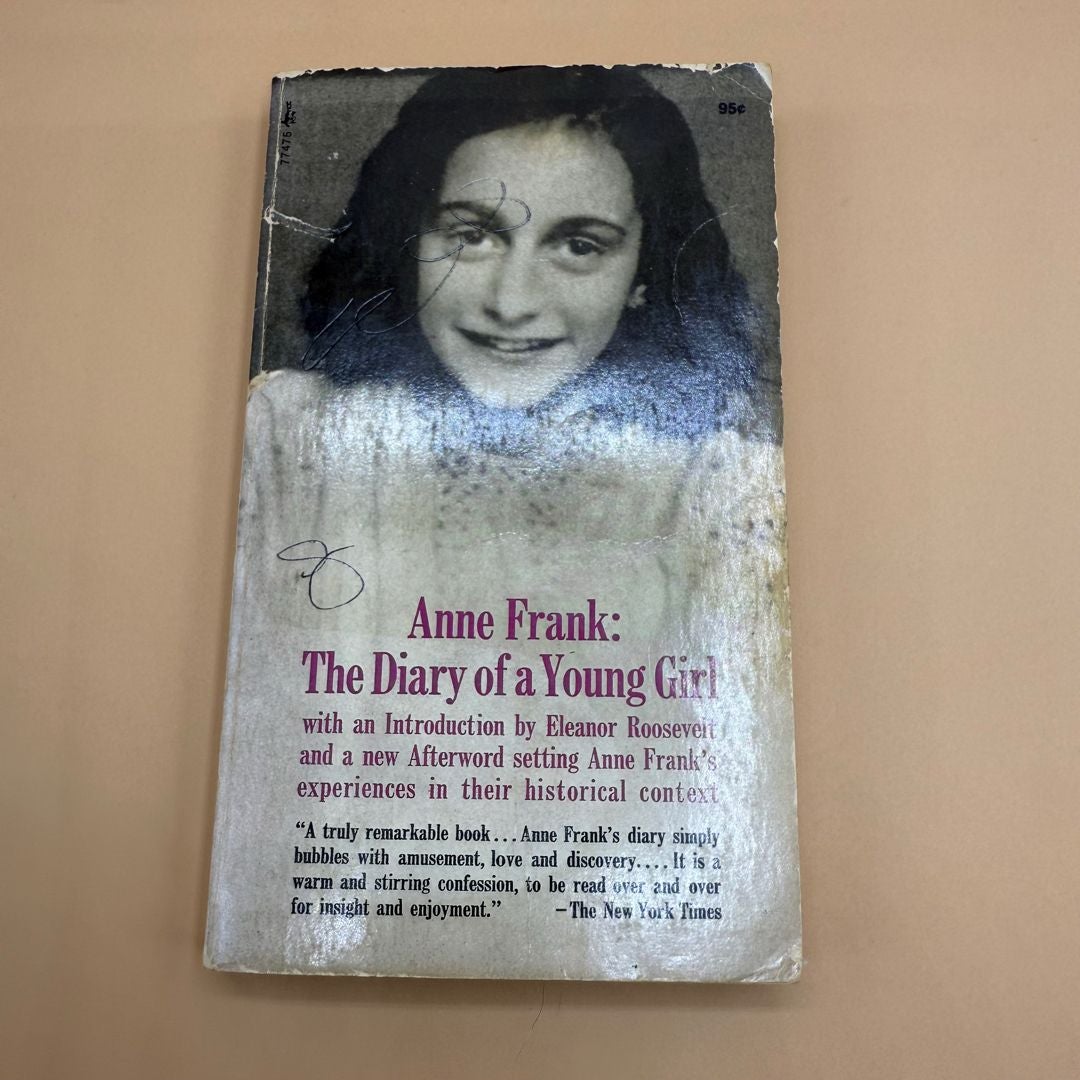 95¢
77475
Anne Frank:
The Diary of a Young Girl
with an Introduction by Eleanor Roosevelt
and a new Afterword setting Anne Frank's
experiences in their historical context
“A truly remarkable book...Anne Frank's diary simply
bubbles with amusement, love and discovery....It is a
warm and stirring confession, to be read over and over
for insight and enjoyment.” —The New York Times